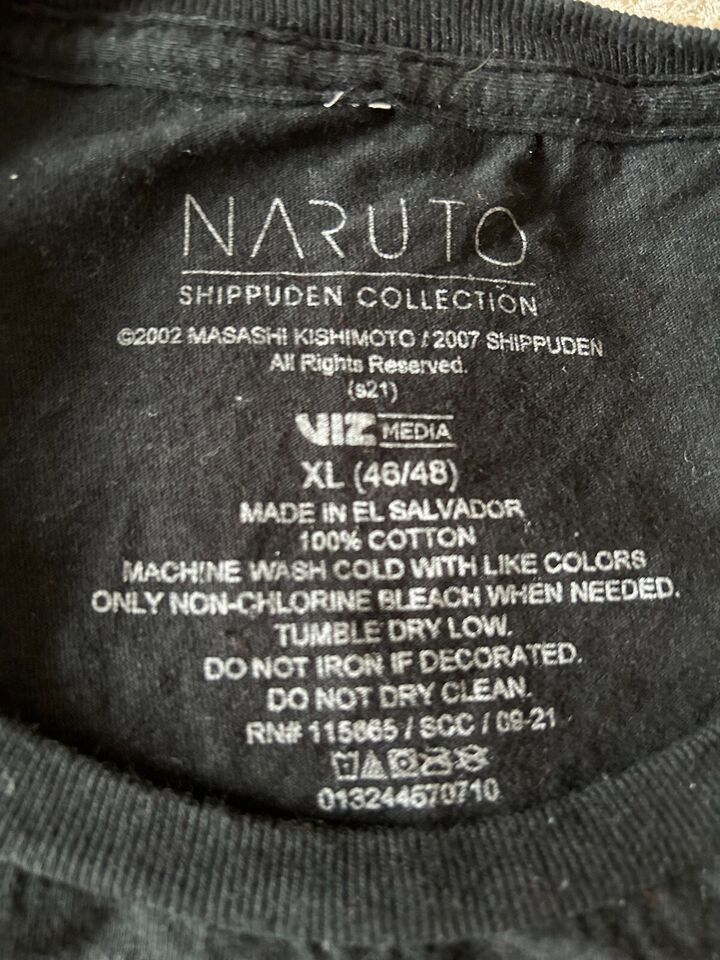 NARUTO
SHIPPUDEN COLLECTION
©2002 MASASHI KISHIMOTO / 2007 SHIPPUDEN
All Rights Reserved.
(s21)
VIZ MEDIA
XL (46/48)
MADE IN EL SALVADOR
100% COTTON
MACHINE WASH COLD WITH LIKE COLORS
ONLY NON-CHLORINE BLEACH WHEN NEEDED.
TUMBLE DRY LOW.
DO NOT IRON IF DECORATED.
DO NOT DRY CLEAN.
RN# 115865 / SCC / 09-21
013244570710